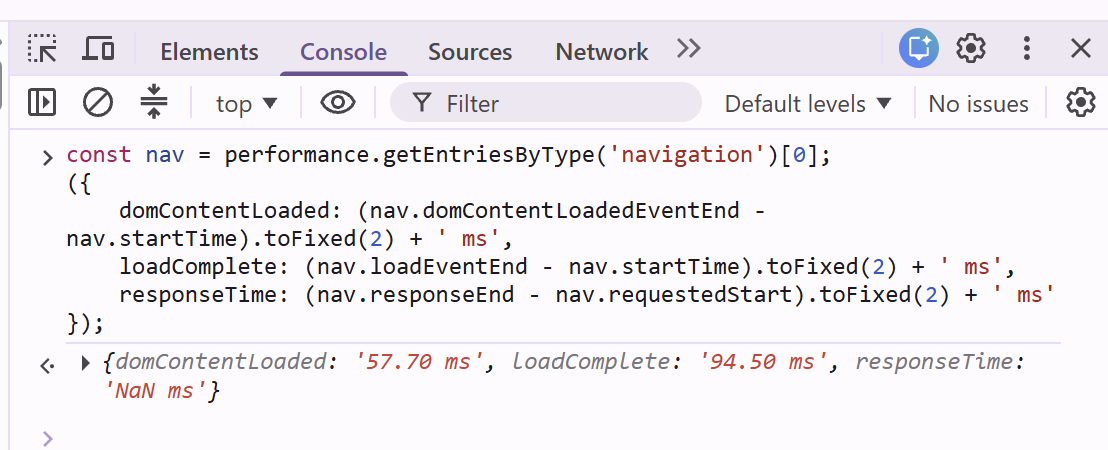 Elements Console Sources Network
top Filter Default levels No issues
const nav = performance.getEntriesByType('navigation')[0];
({
    domContentLoaded: (nav.domContentLoadedEventEnd -
nav.startTime).toFixed(2) + ' ms',
    loadComplete: (nav.loadEventEnd - nav.startTime).toFixed(2) + ' ms',
    responseTime: (nav.responseEnd - nav.requestedStart).toFixed(2) + ' ms'
});
{domContentLoaded: '57.70 ms', loadComplete: '94.50 ms', responseTime:
'NaN ms'}